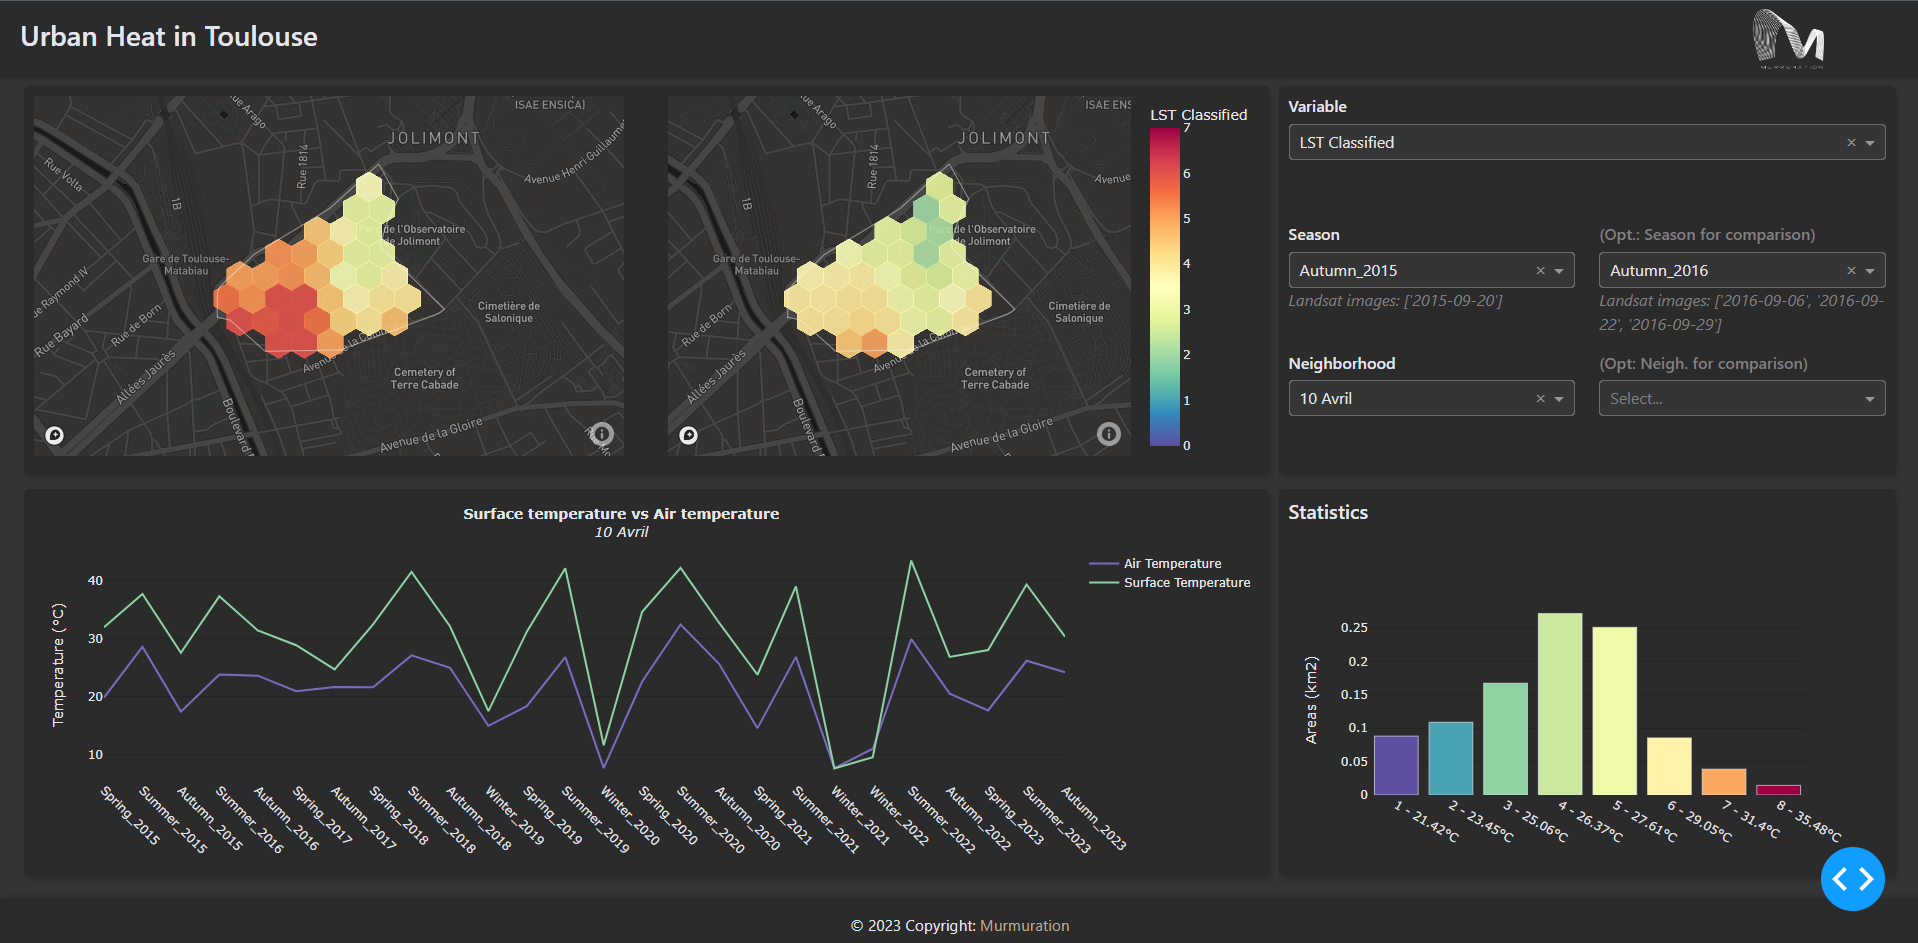 Urban Heat in Toulouse
MURMURATION
ISAE ENSICA)
Rue Arago
JOLIMONT
Rue Volta
Rue 1814
Avenue Henri Guillaumet
1B
Parc de l'Observatoire
de Jolimont
Gare de Toulouse-
Matabiau
Rue Raymond IV
Cimetière de
Salonique
Rue de Born
Rue Bayard
Allées Jaurès
Cemetery of
Terre Cabade
Avenue de la Gloire
ISAE ENS
Rue Arago
JOLIMONT
Rue 1814
Avenue
1B
de l'Observatoire
de Jolimont
Gare de Toulouse-
Matabiau
Cimetière de
Salonique
Rue de Born
Allées Jaurès
Cemetery of
Terre Cabade
Avenue de la Gloire
LST Classified
7
6
5
4
3
2
1
0
Variable
LST Classified
Season
(Opt.: Season for comparison)
Autumn_2015
Autumn_2016
Landsat images: ['2015-09-20']
Landsat images: ['2016-09-06', '2016-09-
22', '2016-09-29']
Neighborhood
(Opt: Neigh. for comparison)
10 Avril
Select...
Surface temperature vs Air temperature
10 Avril
Air Temperature
Surface Temperature
Temperature (°C)
40
30
20
10
Spring_2015
Summer_2015
Autumn_2015
Summer_2016
Autumn_2016
Spring_2017
Autumn_2017
Spring_2018
Summer_2018
Autumn_2018
Winter_2019
Spring_2019
Summer_2019
Winter_2020
Spring_2020
Summer_2020
Autumn_2020
Spring_2021
Summer_2021
Winter_2021
Winter_2022
Summer_2022
Autumn_2022
Spring_2023
Summer_2023
Autumn_2023
Statistics
Areas (km2)
0.25
0.2
0.15
0.1
0.05
0
1 - 21.42°C
2 - 23.45°C
3 - 25.06°C
4 - 26.37°C
5 - 27.61°C
6 - 29.05°C
7 - 31.4°C
8 - 35.48°C
© 2023 Copyright: Murmuration